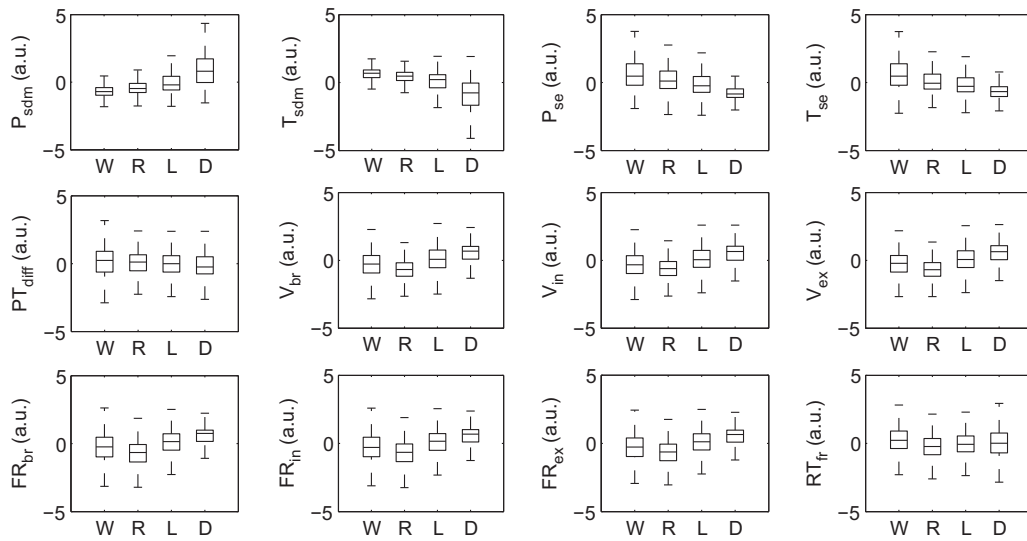 P_sdm (a.u.)
5
0
−5
W R L D
T_sdm (a.u.)
5
0
−5
W R L D
P_se (a.u.)
5
0
−5
W R L D
T_se (a.u.)
5
0
−5
W R L D
PT_diff (a.u.)
5
0
−5
W R L D
V_br (a.u.)
5
0
−5
W R L D
V_in (a.u.)
5
0
−5
W R L D
V_ex (a.u.)
5
0
−5
W R L D
FR_br (a.u.)
5
0
−5
W R L D
FR_in (a.u.)
5
0
−5
W R L D
FR_ex (a.u.)
5
0
−5
W R L D
RT_fr (a.u.)
5
0
−5
W R L D